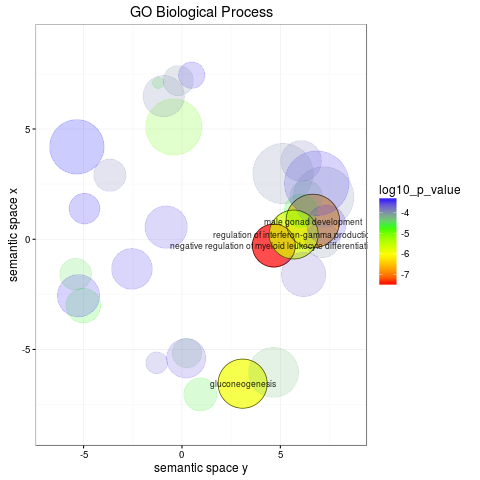 GO Biological Process
semantic space x
5
0
-5
male gonad development
regulation of interferon-gamma productic
negative regulation of myeloid leukocyte differentiati
gluconeogenesis
-5
0
5
semantic space y
log10_p_value
-4
-5
-6
-7